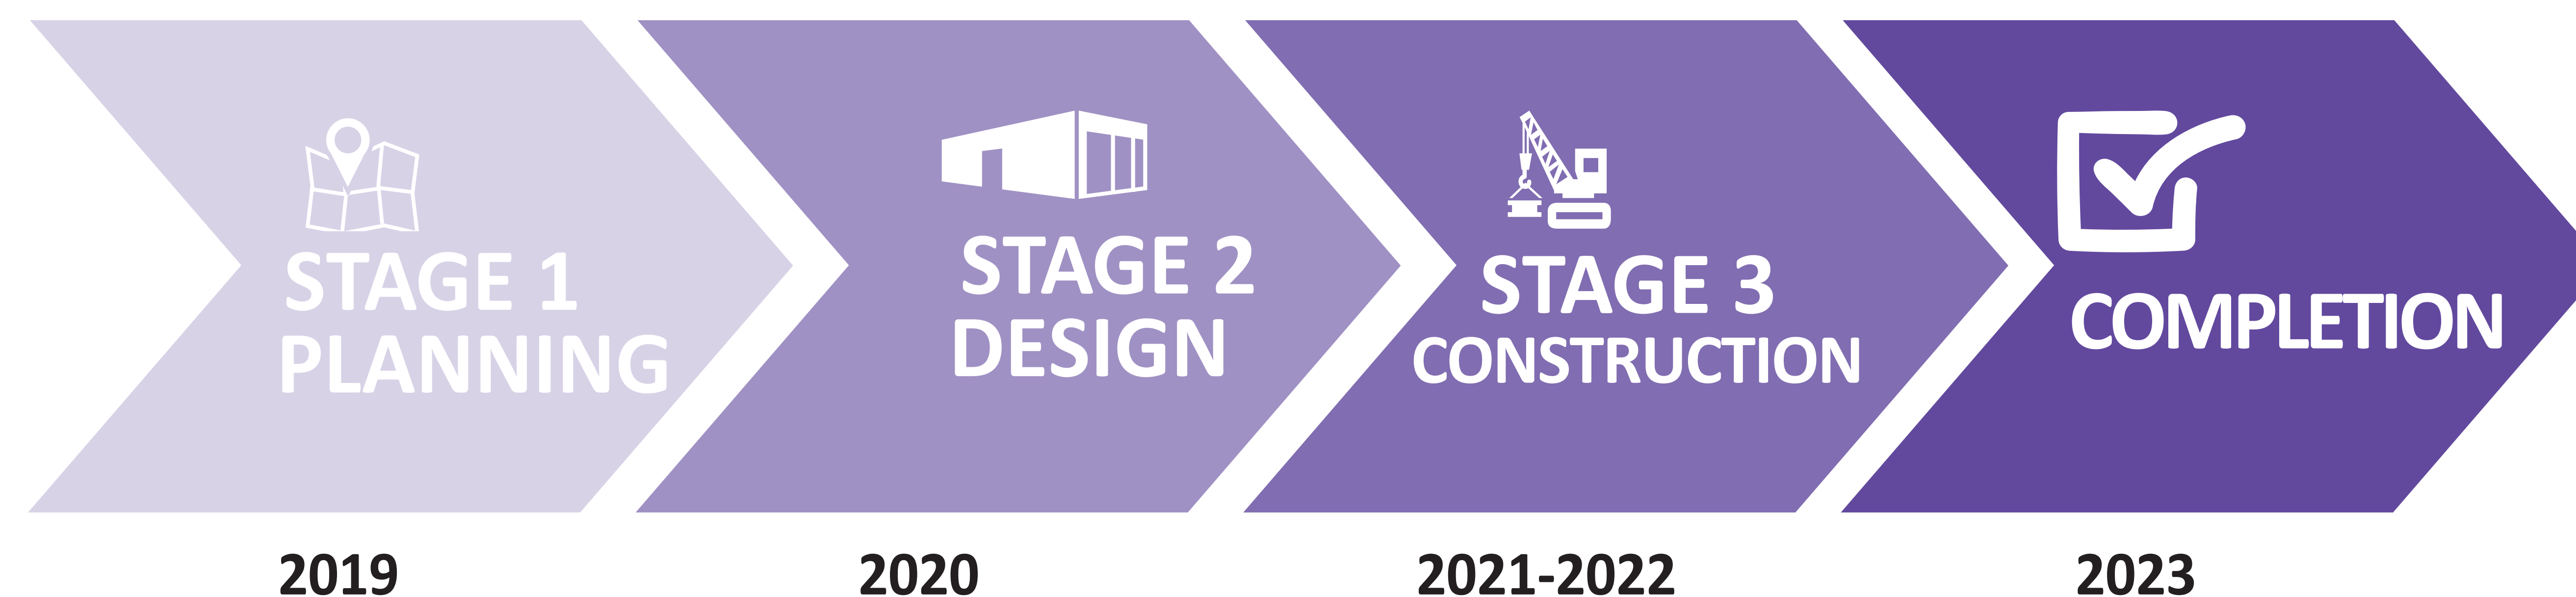 STAGE 1
PLANNING
STAGE 2
DESIGN
STAGE 3
CONSTRUCTION
COMPLETION
2019
2020
2021-2022
2023